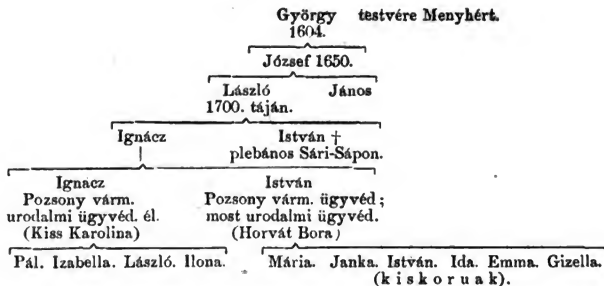 György testvére Menyhért.
1604.
József 1650.
László János
1700. táján.
Ignácz István †
plebános Sári-Sápon.
Ignácz István
Pozsony várm. Pozsony várm. ügyvéd;
urodalmi ügyvéd. él. most urodalmi ügyvéd.
(Kiss Karolina) (Horvát Bora)
Pál. Izabella. László. Ilona. Mária. Janka. István. Ida. Emma. Gizella.
(kiskoruak).